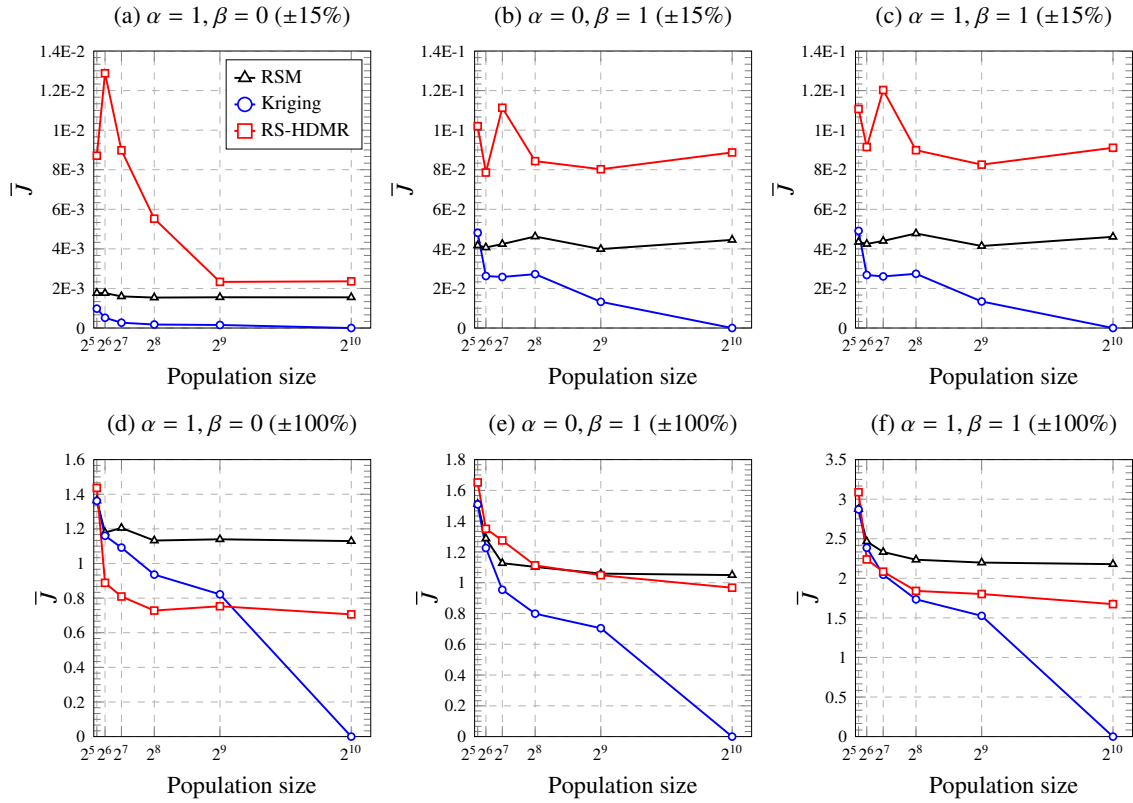 (a) α = 1, β = 0 (±15%)
(b) α = 0, β = 1 (±15%)
(c) α = 1, β = 1 (±15%)
1.4E-2
1.2E-2
1E-2
8E-3
6E-3
4E-3
2E-3
0
J̅
2⁵ 2⁶ 2⁷ 2⁸ 2⁹ 2¹⁰
Population size
RSM
Kriging
RS-HDMR
1.4E-1
1.2E-1
1E-1
8E-2
6E-2
4E-2
2E-2
0
J̅
2⁵ 2⁶ 2⁷ 2⁸ 2⁹ 2¹⁰
Population size
1.4E-1
1.2E-1
1E-1
8E-2
6E-2
4E-2
2E-2
0
J̅
2⁵ 2⁶ 2⁷ 2⁸ 2⁹ 2¹⁰
Population size
(d) α = 1, β = 0 (±100%)
(e) α = 0, β = 1 (±100%)
(f) α = 1, β = 1 (±100%)
1.6
1.4
1.2
1
0.8
0.6
0.4
0.2
0
J̅
2⁵ 2⁶ 2⁷ 2⁸ 2⁹ 2¹⁰
Population size
1.8
1.6
1.4
1.2
1
0.8
0.6
0.4
0.2
0
J̅
2⁵ 2⁶ 2⁷ 2⁸ 2⁹ 2¹⁰
Population size
3.5
3
2.5
2
1.5
1
0.5
0
J̅
2⁵ 2⁶ 2⁷ 2⁸ 2⁹ 2¹⁰
Population size